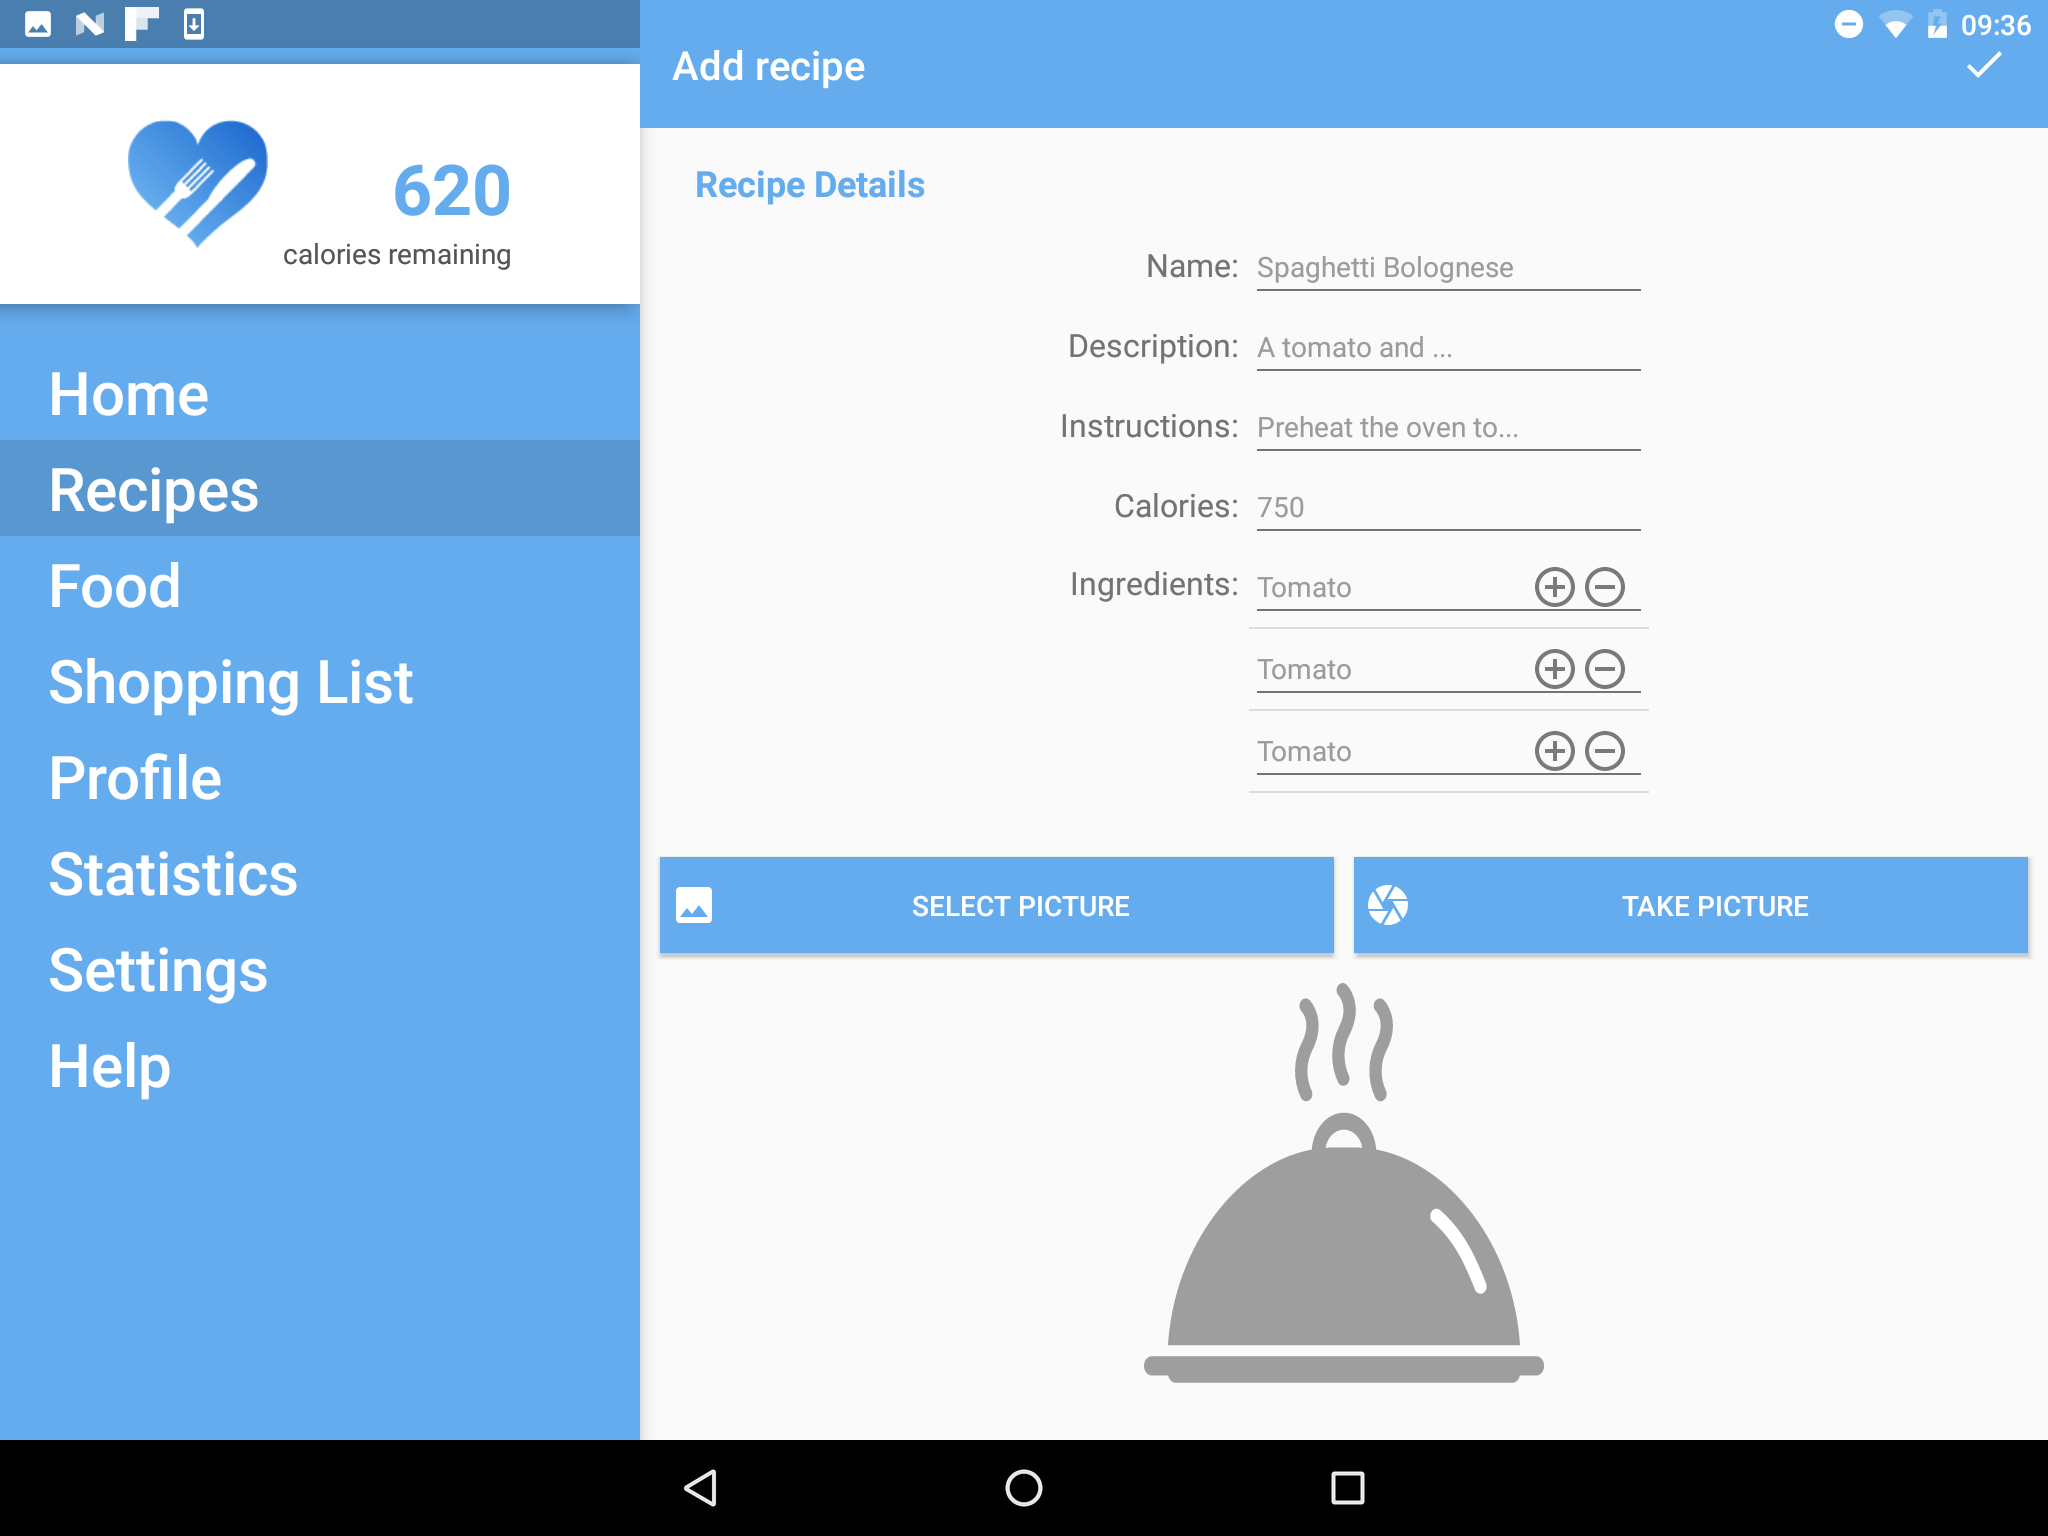 09:36
Add recipe
620
calories remaining
Home
Recipes
Food
Shopping List
Profile
Statistics
Settings
Help
Recipe Details
Name: Spaghetti Bolognese
Description: A tomato and ...
Instructions: Preheat the oven to...
Calories: 750
Ingredients: Tomato
Tomato
Tomato
SELECT PICTURE
TAKE PICTURE